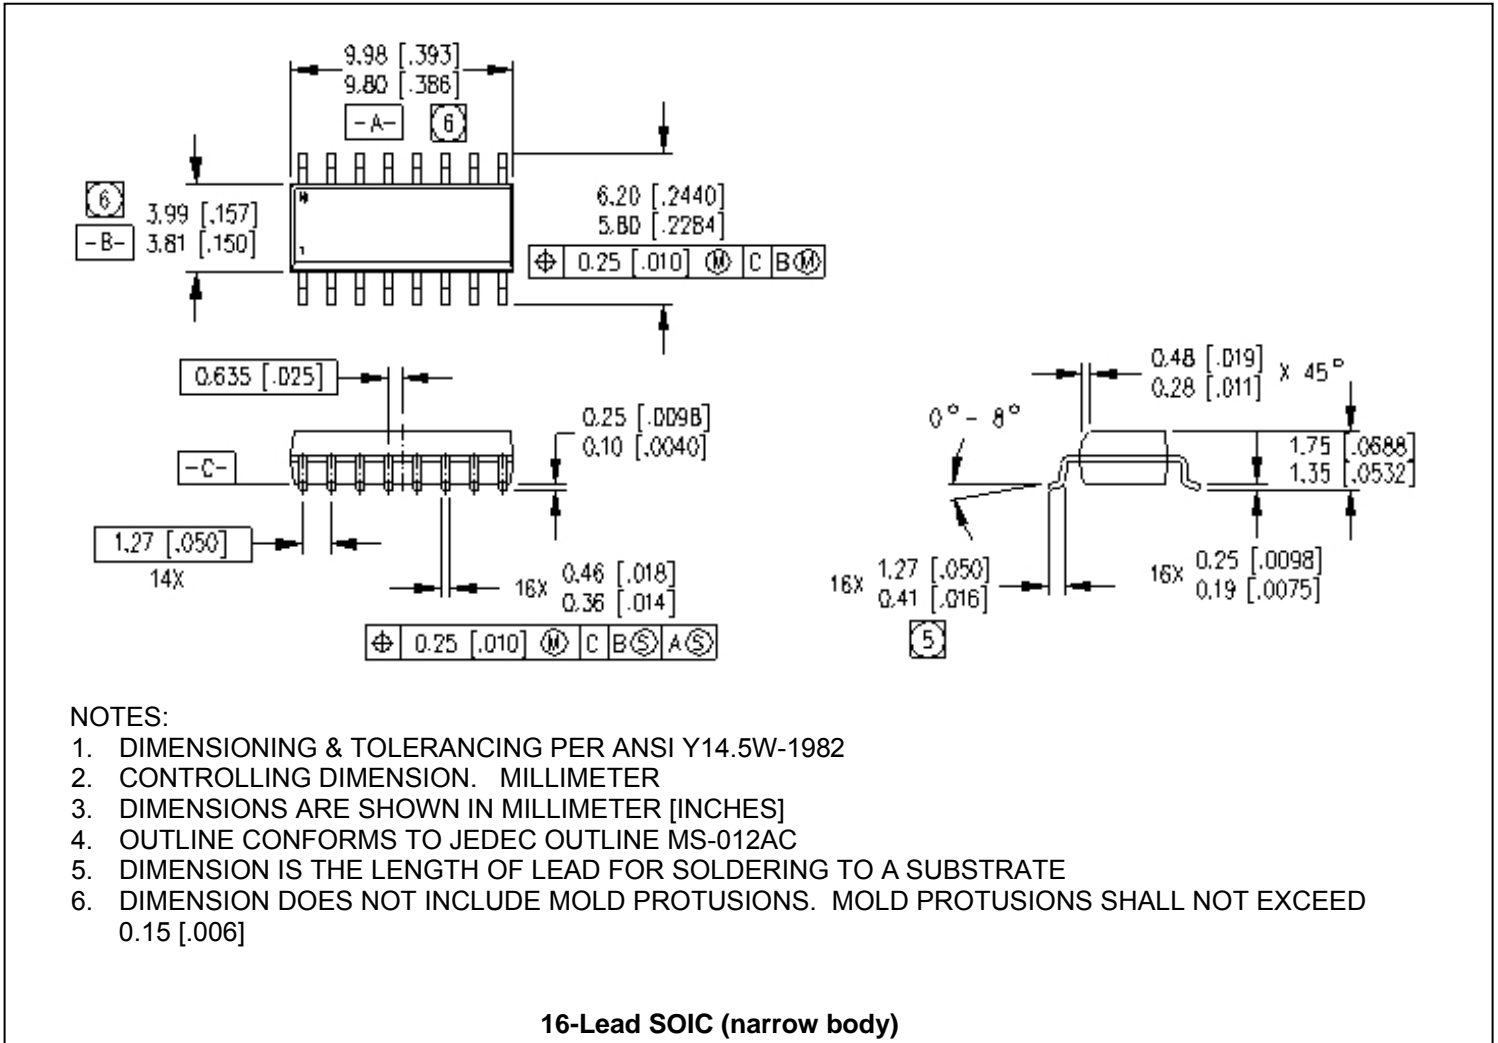 9.98 [.393]
9.80 [.386]
-A- 6
6
3.99 [.157]
-B- 3.81 [.150]
N
1
6.20 [.2440]
5.80 [.2284]
⌖ 0.25 [.010] Ⓜ C B Ⓜ
0.635 [.025]
0.25 [.0098]
0.10 [.0040]
-C-
1.27 [.050]
14X
16X 0.46 [.018]
0.36 [.014]
⌖ 0.25 [.010] Ⓜ C B Ⓢ A Ⓢ
0.48 [.019]
0.28 [.011] X 45°
0° - 8°
1.75 [.0688]
1.35 [.0532]
16X 1.27 [.050]
0.41 [.016]
5
16X 0.25 [.0098]
0.19 [.0075]
NOTES:
1. DIMENSIONING & TOLERANCING PER ANSI Y14.5W-1982
2. CONTROLLING DIMENSION. MILLIMETER
3. DIMENSIONS ARE SHOWN IN MILLIMETER [INCHES]
4. OUTLINE CONFORMS TO JEDEC OUTLINE MS-012AC
5. DIMENSION IS THE LENGTH OF LEAD FOR SOLDERING TO A SUBSTRATE
6. DIMENSION DOES NOT INCLUDE MOLD PROTUSIONS. MOLD PROTUSIONS SHALL NOT EXCEED
0.15 [.006]
16-Lead SOIC (narrow body)